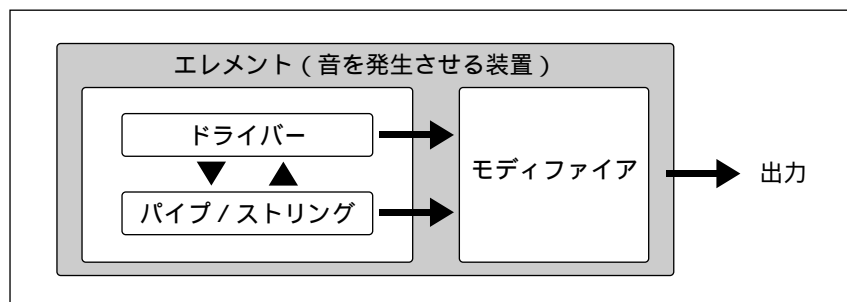 エレメント（音を発生させる装置）
ドライバー
パイプ / ストリング
モディファイア
出力